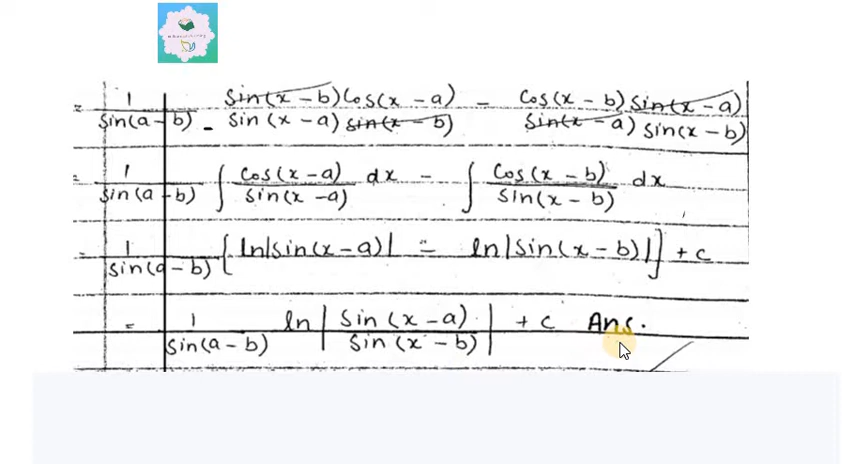 = 1/sin(a-b) - sin(x-b)cos(x-a)/sin(x-a)sin(x-b) - cos(x-b)sin(x-a)/sin(x-a)sin(x-b)
= 1/sin(a-b) ∫ cos(x-a)/sin(x-a) dx - ∫ cos(x-b)/sin(x-b) dx
= 1/sin(a-b) [ln|sin(x-a)| = ln|sin(x-b)|] + c
= 1/sin(a-b) ln|sin(x-a)/sin(x-b)| + c Ans.